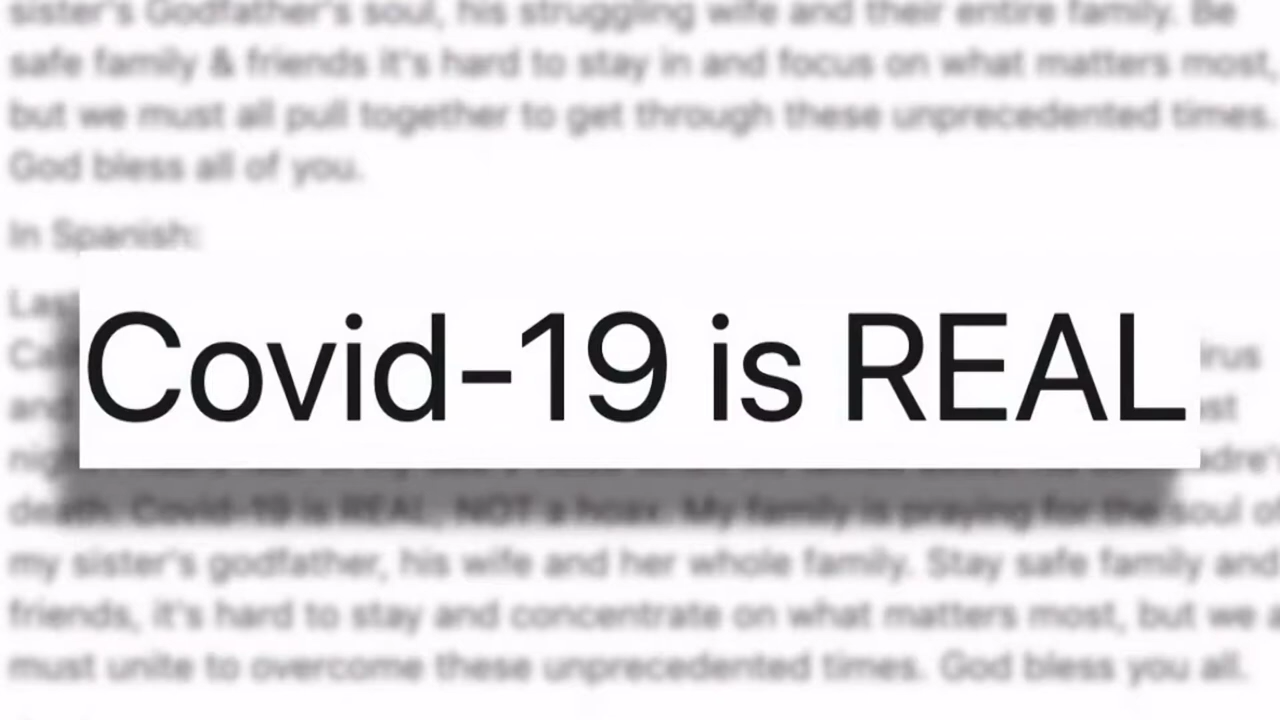 sister's Godfather's soul, his struggling wife and their entire family. Be
safe family & friends it's hard to stay in and focus on what matters most,
but we must all pull together to get through these unprecedented times.
God bless all of you.
In Spanish:
Covid-19 is REAL
death. Covid-19 is REAL, NOT a hoax. My family is praying for the soul of
my sister's godfather, his wife and her whole family. Stay safe family and
friends, it's hard to stay and concentrate on what matters most, but we
must unite to overcome these unprecedented times. God bless you all.